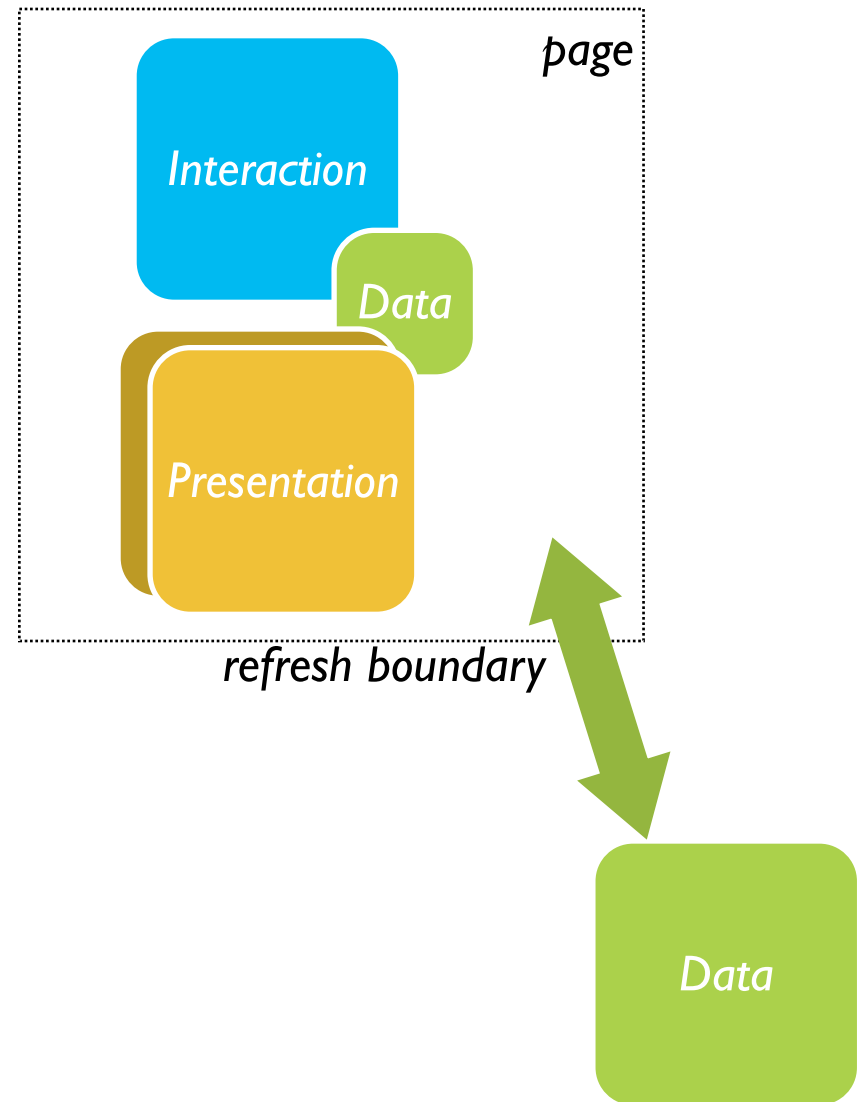 page
Interaction
Data
Presentation
refresh boundary
Data